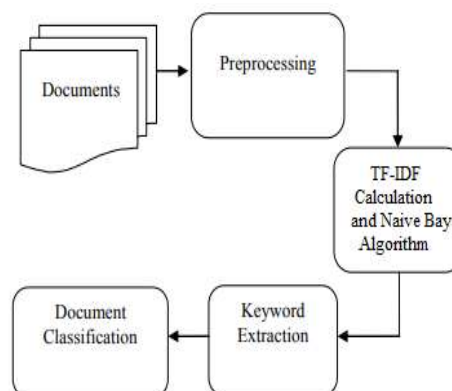 Documents
Preprocessing
TF-IDF
Calculation
and Naive Bay
Algorithm
Document
Classification
Keyword
Extraction